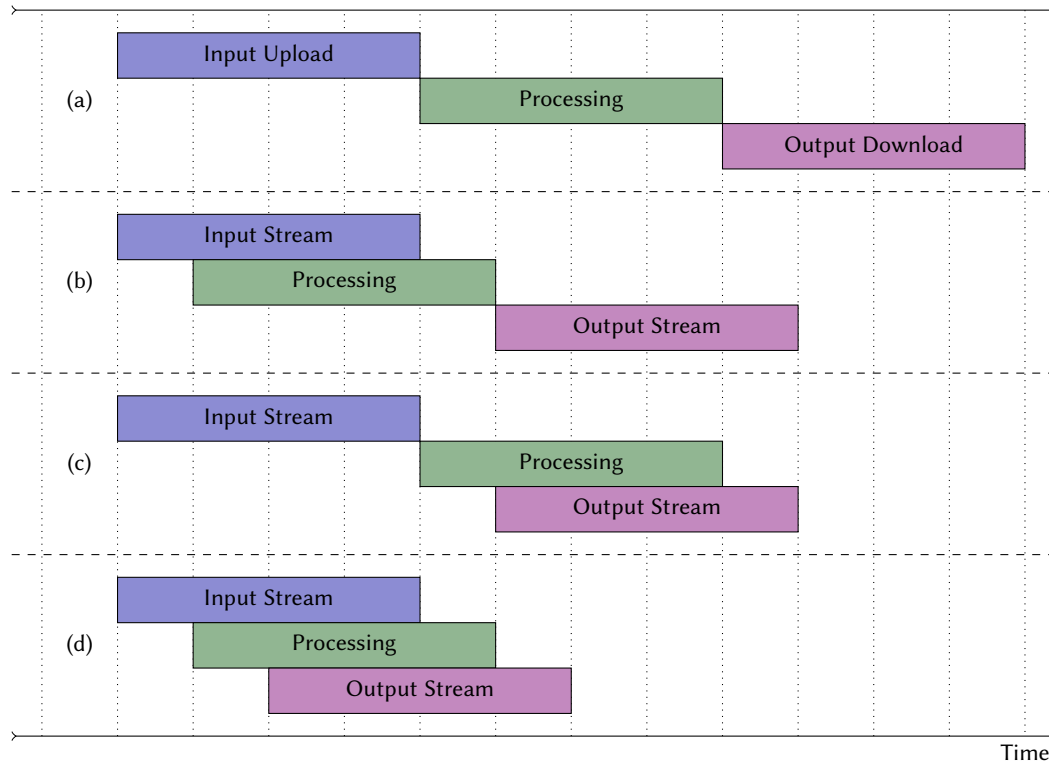 Input Upload
(a)
Processing
Output Download
Input Stream
(b)
Processing
Output Stream
Input Stream
(c)
Processing
Output Stream
Input Stream
(d)
Processing
Output Stream
Time